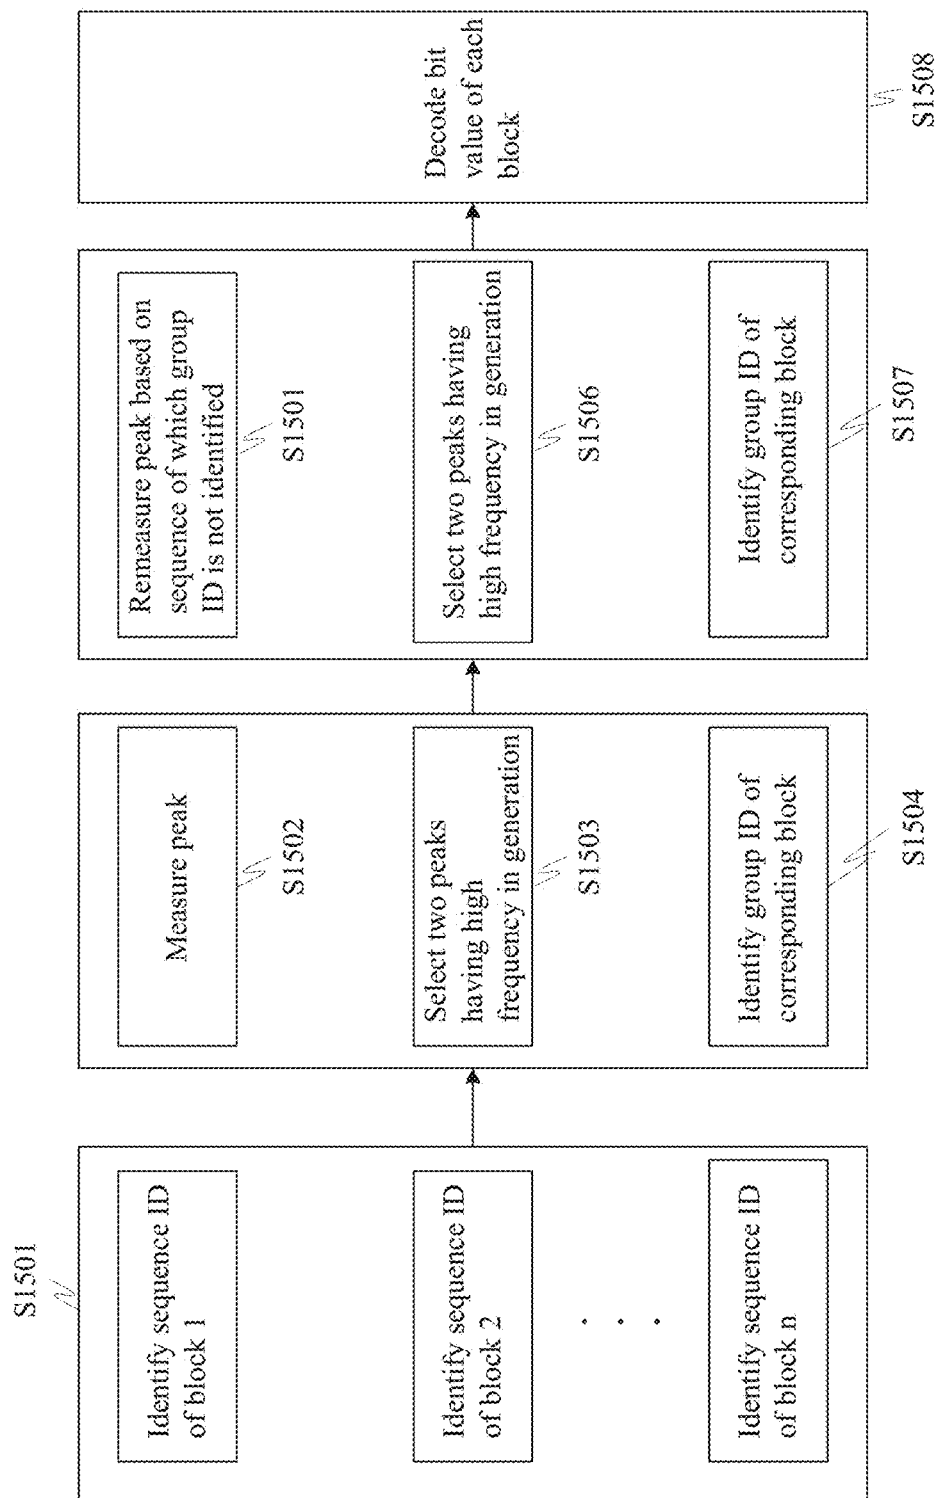 S1501
Identify sequence ID
of block 1
Identify sequence ID
of block 2
. . .
Identify sequence ID
of block n
Measure peak
S1502
Select two peaks
having high
frequency in generation
S1503
Identify group ID of
corresponding block
S1504
Remeasure peak based on
sequence of which group
ID is not identified
S1501
Select two peaks having
high frequency in generation
S1506
Identify group ID of
corresponding block
S1507
Decode bit
value of each
block
S1508